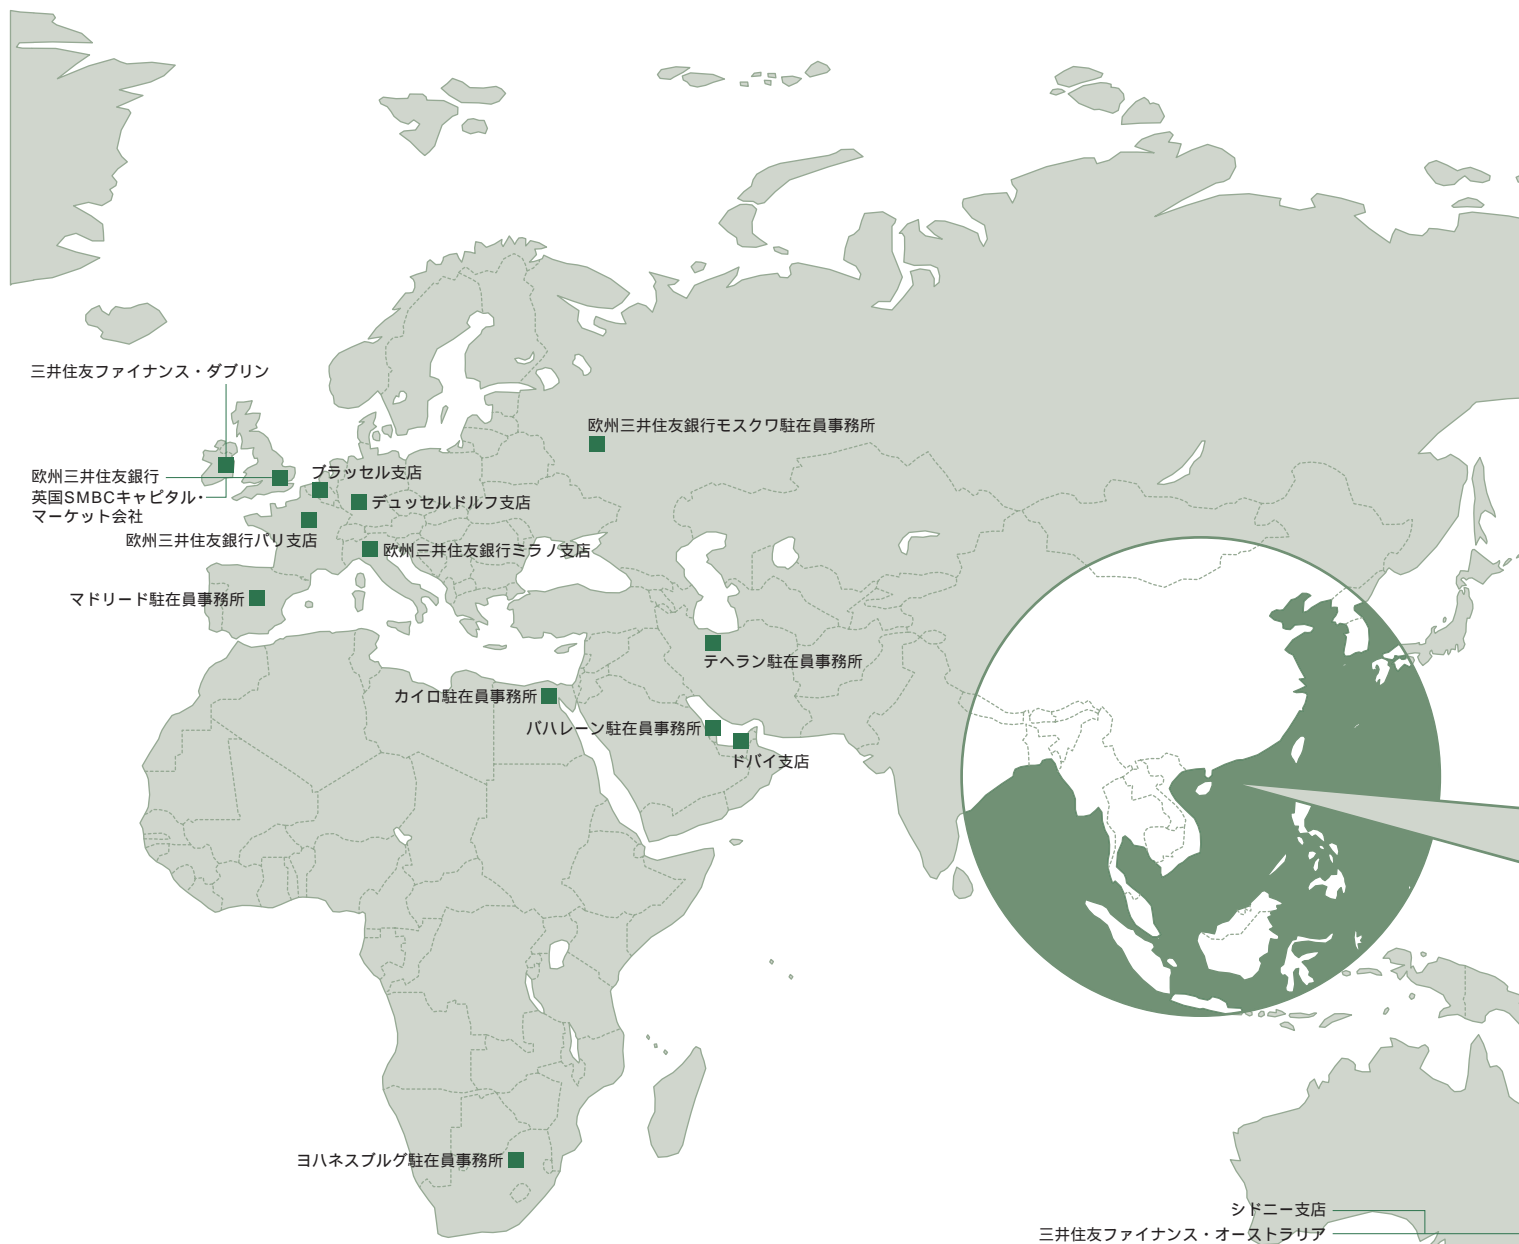 三井住友ファイナンス・ダブリン
欧州三井住友銀行モスクワ駐在員事務所
欧州三井住友銀行
ブラッセル支店
英国SMBCキャピタル・
マーケット会社
デュッセルドルフ支店
欧州三井住友銀行パリ支店
欧州三井住友銀行ミラノ支店
マドリード駐在員事務所
テヘラン駐在員事務所
カイロ駐在員事務所
バハレーン駐在員事務所
ドバイ支店
ヨハネスブルグ駐在員事務所
シドニー支店
三井住友ファイナンス・オーストラリア